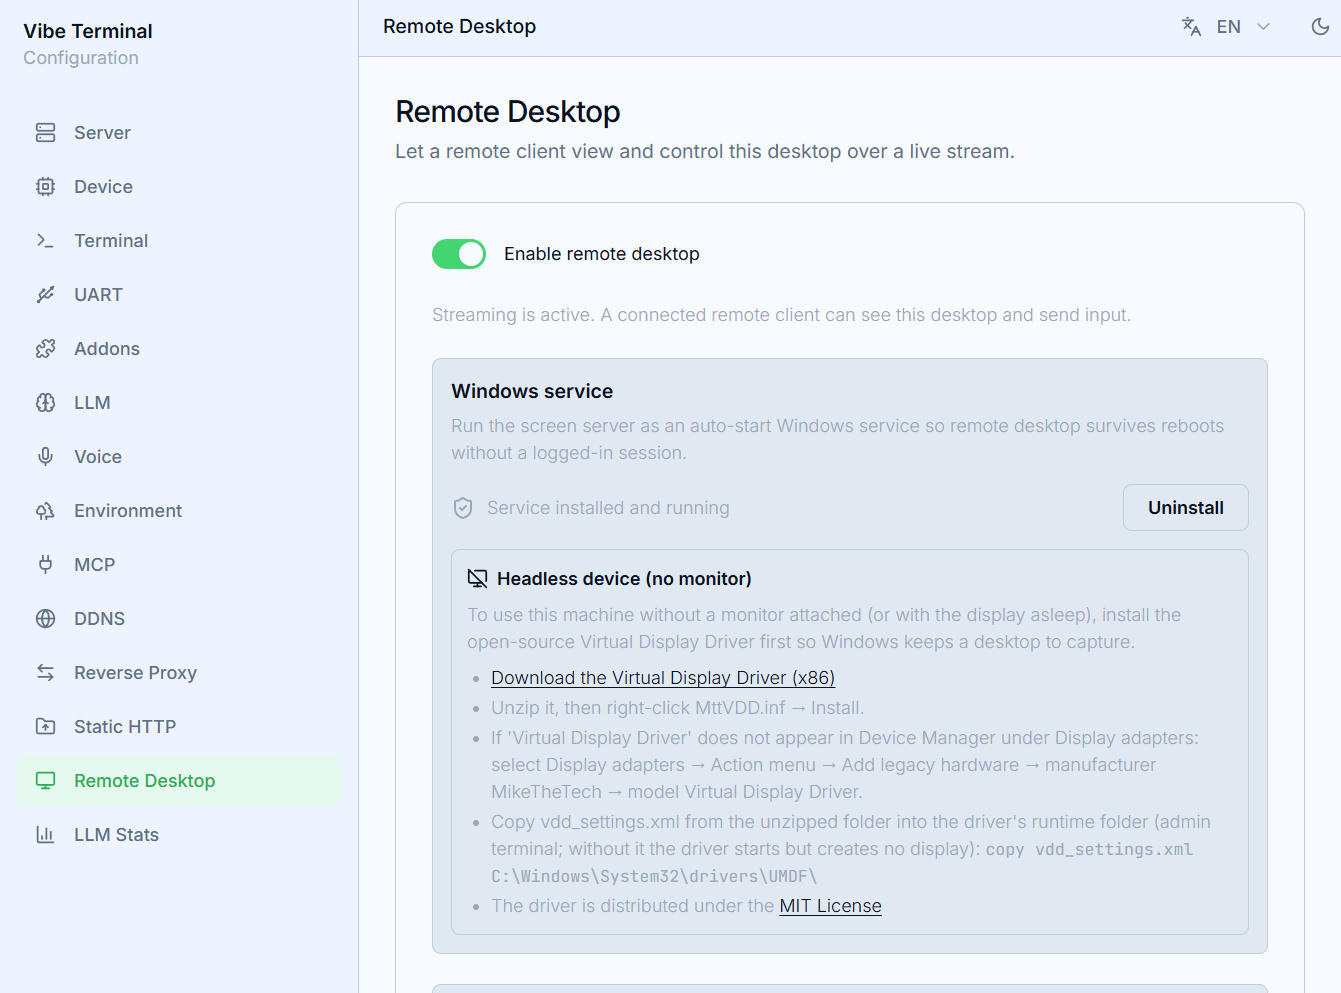 Vibe Terminal
Configuration
Server
Device
Terminal
UART
Addons
LLM
Voice
Environment
MCP
DDNS
Reverse Proxy
Static HTTP
Remote Desktop
LLM Stats
Remote Desktop
EN
Remote Desktop
Let a remote client view and control this desktop over a live stream.
Enable remote desktop
Streaming is active. A connected remote client can see this desktop and send input.
Windows service
Run the screen server as an auto-start Windows service so remote desktop survives reboots
without a logged-in session.
Service installed and running
Uninstall
Headless device (no monitor)
To use this machine without a monitor attached (or with the display asleep), install the
open-source Virtual Display Driver first so Windows keeps a desktop to capture.
• Download the Virtual Display Driver (x86)
• Unzip it, then right-click MttVDD.inf → Install.
• If 'Virtual Display Driver' does not appear in Device Manager under Display adapters:
select Display adapters → Action menu → Add legacy hardware → manufacturer
MikeTheTech → model Virtual Display Driver.
• Copy vdd_settings.xml from the unzipped folder into the driver's runtime folder (admin
terminal; without it the driver starts but creates no display): copy vdd_settings.xml
C:\Windows\System32\drivers\UMDF\
• The driver is distributed under the MIT License